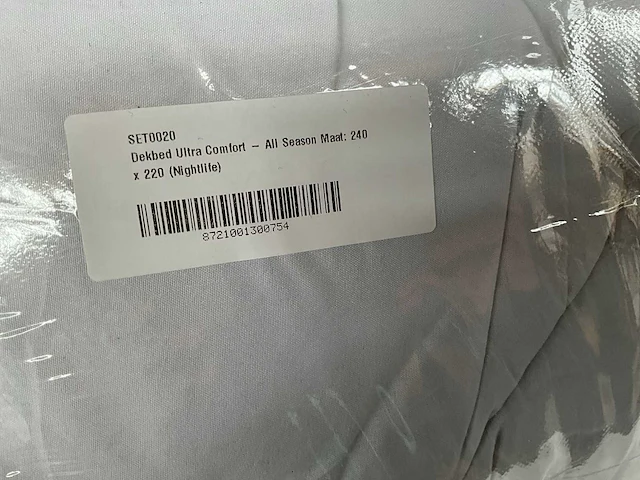 SET0020
Dekbed Ultra Comfort – All Season Maat: 240
x 220 (Nightlife)
8721001300754